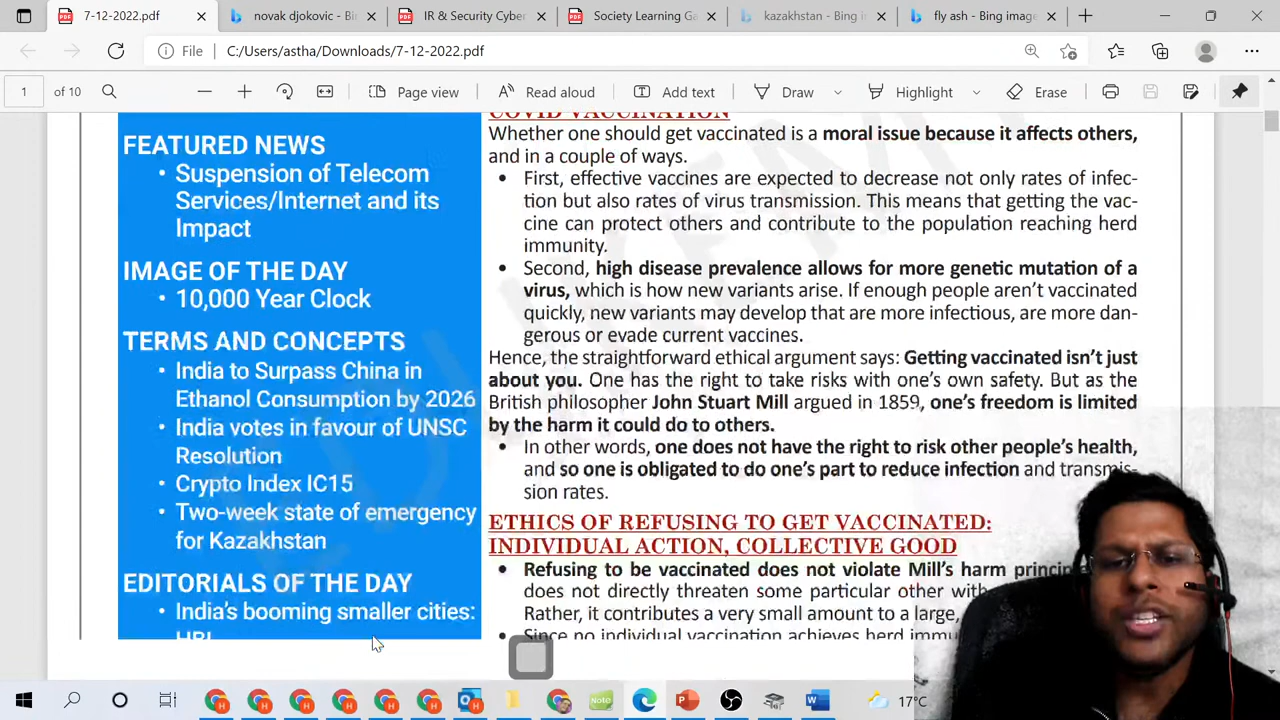 7-12-2022.pdf
novak djokovic - Bi
IR & Security Cyber
Society Learning Ga
kazakhstan - Bing i
fly ash - Bing image
File
C:/Users/astha/Downloads/7-12-2022.pdf
1
of 10
Page view
Read aloud
Add text
Draw
Highlight
Erase
FEATURED NEWS
• Suspension of Telecom
Services/Internet and its
Impact
IMAGE OF THE DAY
• 10,000 Year Clock
TERMS AND CONCEPTS
• India to Surpass China in
Ethanol Consumption by 2026
• India votes in favour of UNSC
Resolution
• Crypto Index IC15
• Two-week state of emergency
for Kazakhstan
EDITORIALS OF THE DAY
• India's booming smaller cities:
COVID VACCINATION
Whether one should get vaccinated is a moral issue because it affects others,
and in a couple of ways.
• First, effective vaccines are expected to decrease not only rates of infec-
tion but also rates of virus transmission. This means that getting the vac-
cine can protect others and contribute to the population reaching herd
immunity.
• Second, high disease prevalence allows for more genetic mutation of a
virus, which is how new variants arise. If enough people aren't vaccinated
quickly, new variants may develop that are more infectious, are more dan-
gerous or evade current vaccines.
Hence, the straightforward ethical argument says: Getting vaccinated isn't just
about you. One has the right to take risks with one's own safety. But as the
British philosopher John Stuart Mill argued in 1859, one's freedom is limited
by the harm it could do to others.
• In other words, one does not have the right to risk other people's health,
and so one is obligated to do one's part to reduce infection and transmis-
sion rates.
ETHICS OF REFUSING TO GET VACCINATED:
INDIVIDUAL ACTION, COLLECTIVE GOOD
• Refusing to be vaccinated does not violate Mill's harm princip
does not directly threaten some particular other with
Rather, it contributes a very small amount to a large,
• Since no individual vaccination achieves herd immu
17°C